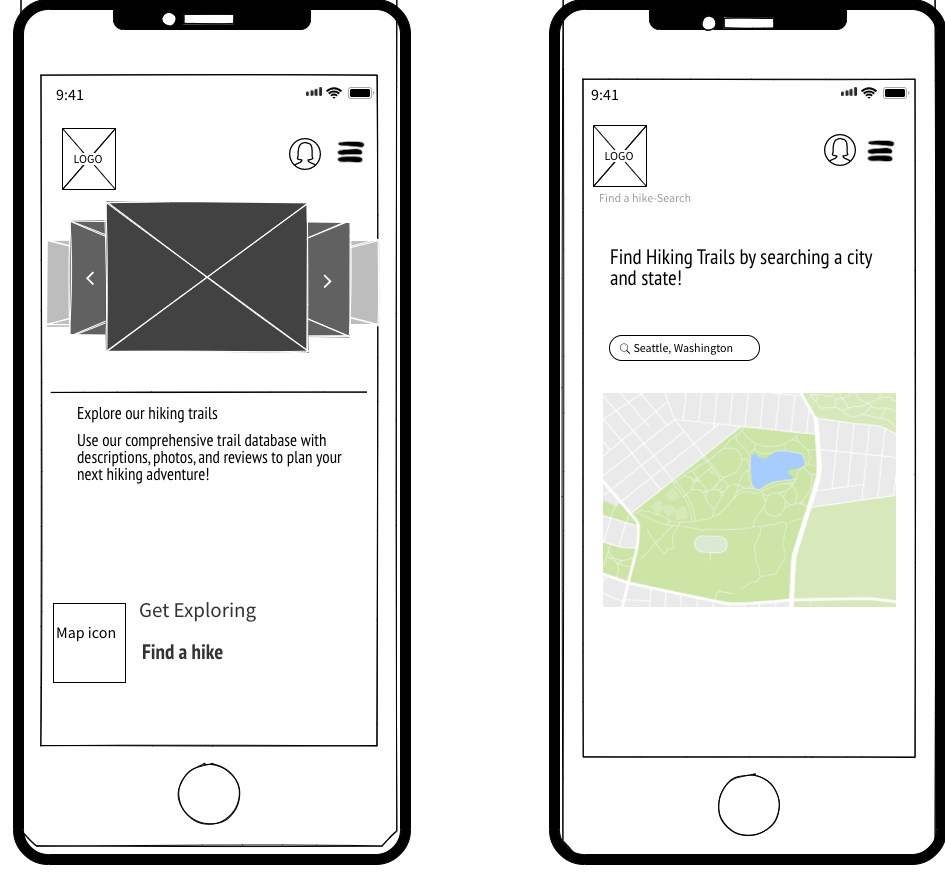 9:41
LOGO
Explore our hiking trails
Use our comprehensive trail database with
descriptions, photos, and reviews to plan your
next hiking adventure!
Map icon
Get Exploring
Find a hike
9:41
LOGO
Find a hike-Search
Find Hiking Trails by searching a city
and state!
Seattle, Washington